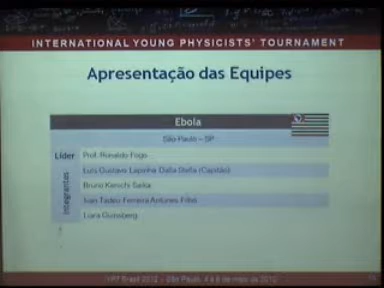 INTERNATIONAL YOUNG PHYSICISTS' TOURNAMENT
Apresentação das Equipes
Ebola
São Paulo – SP
Líder Prof. Ronaldo Fogo
Integrantes
Luis Gustavo Lapinha Dalla Stella (Capitão)
Bruno Kenichi Saika
Ivan Tadeu Ferreira Antunes Filho
Liara Guinsberg
IYPT Brasil 2012 – São Paulo, 4 a 6 de maio de 2012